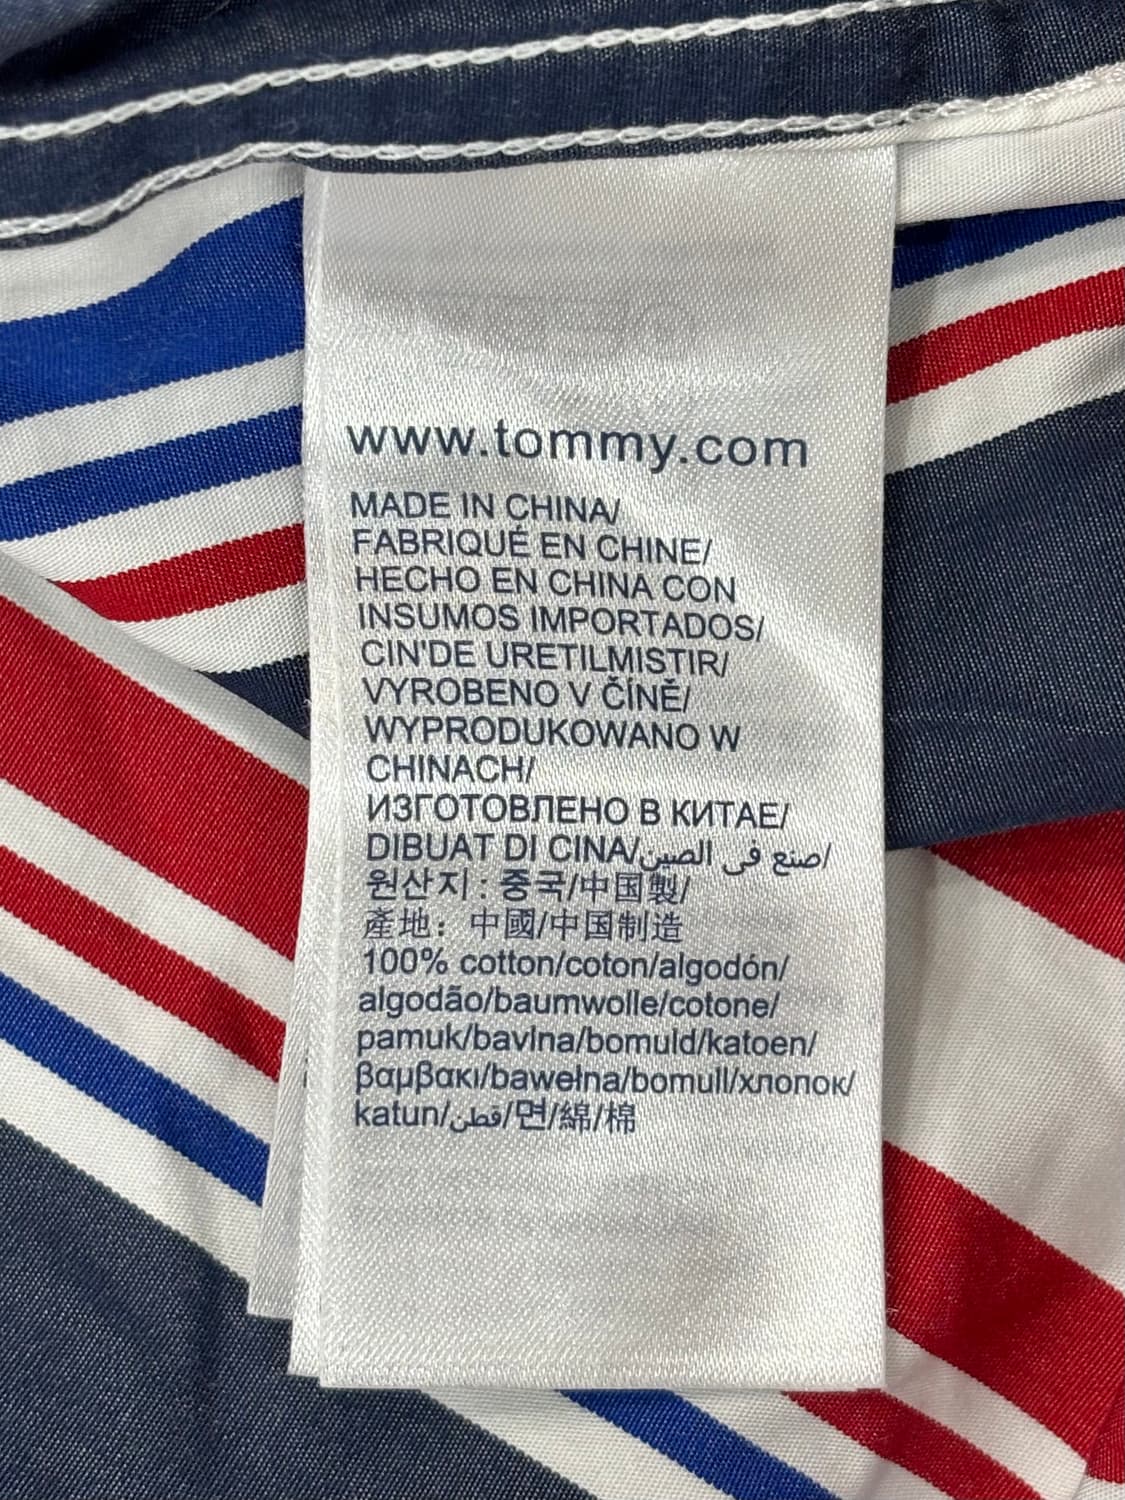 www.tommy.com
MADE IN CHINA/
FABRIQUÉ EN CHINE/
HECHO EN CHINA CON
INSUMOS IMPORTADOS/
CIN'DE URETILMISTIR/
VYROBENO V ČÍNĚ/
WYPRODUKOWANO W
CHINACH/
ИЗГОТОВЛЕНО В КИТАЕ/
DIBUAT DI CINA/صنع في الصين/
원산지 : 중국/中国製/
產地：中國/中国制造
100% cotton/coton/algodón/
algodão/baumwolle/cotone/
pamuk/bavlna/bomuld/katoen/
βαμβακι/bawełna/bomull/хлопок/
katun/قطن/면/綿/棉